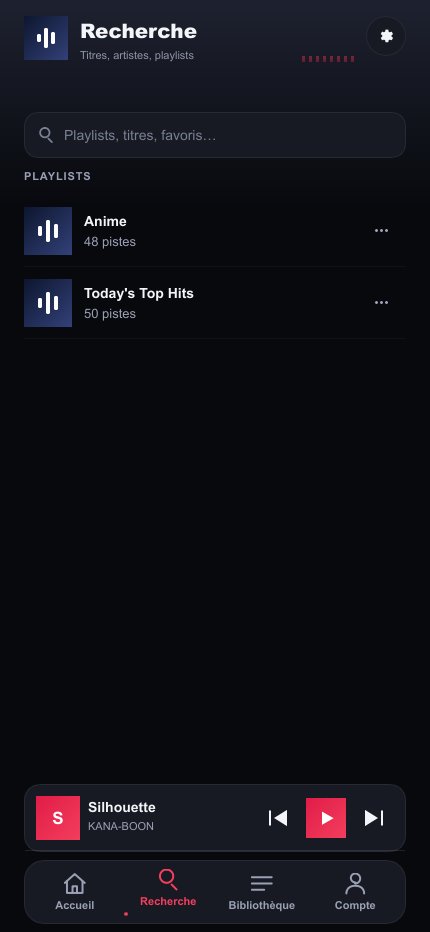 Recherche
Titres, artistes, playlists
Playlists, titres, favoris…
PLAYLISTS
Anime
48 pistes
Today's Top Hits
50 pistes
S
Silhouette
KANA-BOON
Accueil
Recherche
Bibliothèque
Compte